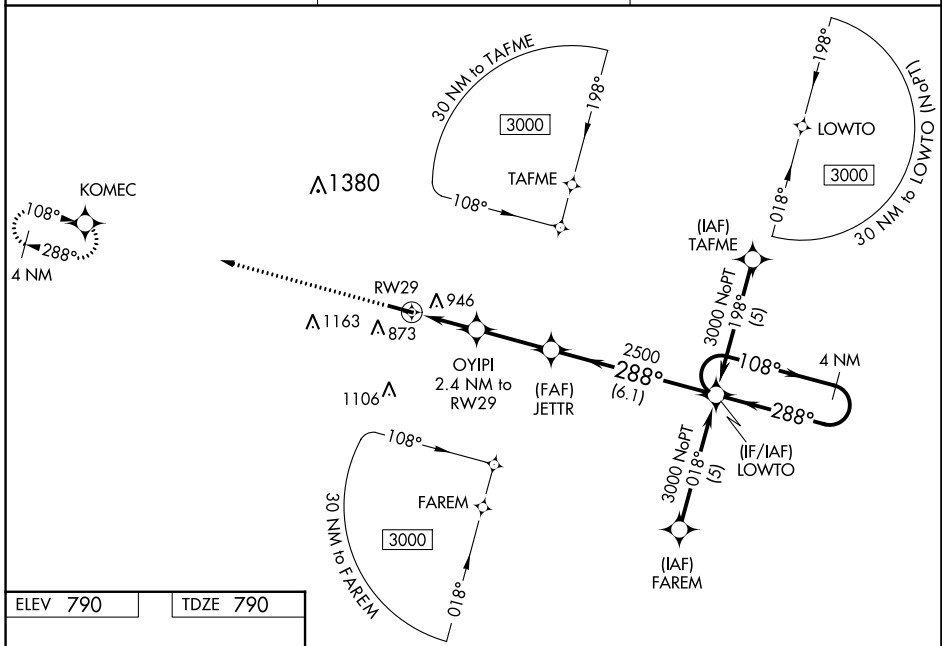 30 NM to TAFME
198°
3000
TAFME
108°
198°
LOWTO
3000
018°
30 NM to LOWTO (NoPT)
KOMEC
108°
288°
4 NM
1380
(IAF)
TAFME
3000 NoPT
198°
(5)
RW29
946
1163
873
OYIPI
2.4 NM to
RW29
(FAF)
JETTR
2500
288°
(6.1)
108°
4 NM
288°
(IF/IAF)
LOWTO
1106
3000 NoPT
018°
(5)
(IAF)
FAREM
108°
FAREM
3000
018°
30 NM to FAREM
ELEV 790
TDZE 790